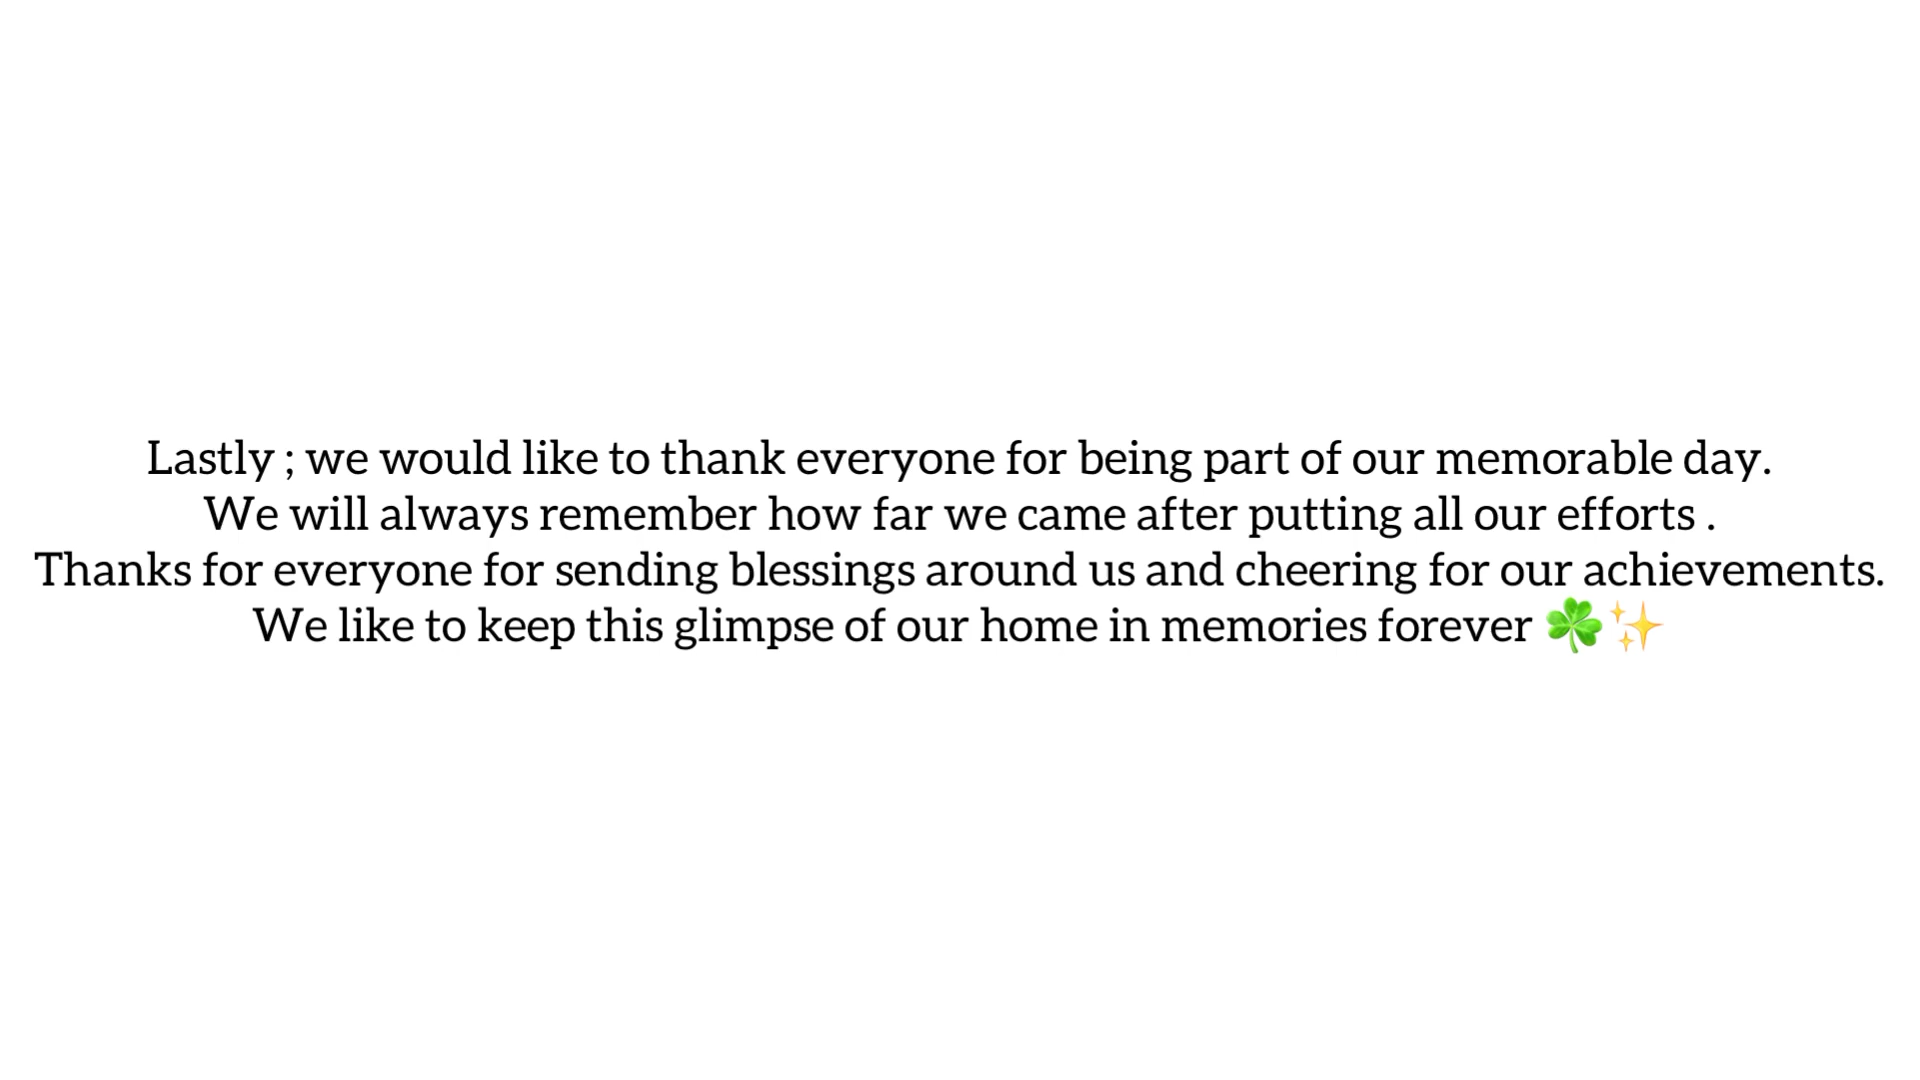 Lastly ; we would like to thank everyone for being part of our memorable day.
We will always remember how far we came after putting all our efforts .
Thanks for everyone for sending blessings around us and cheering for our achievements.
We like to keep this glimpse of our home in memories forever ☘️✨